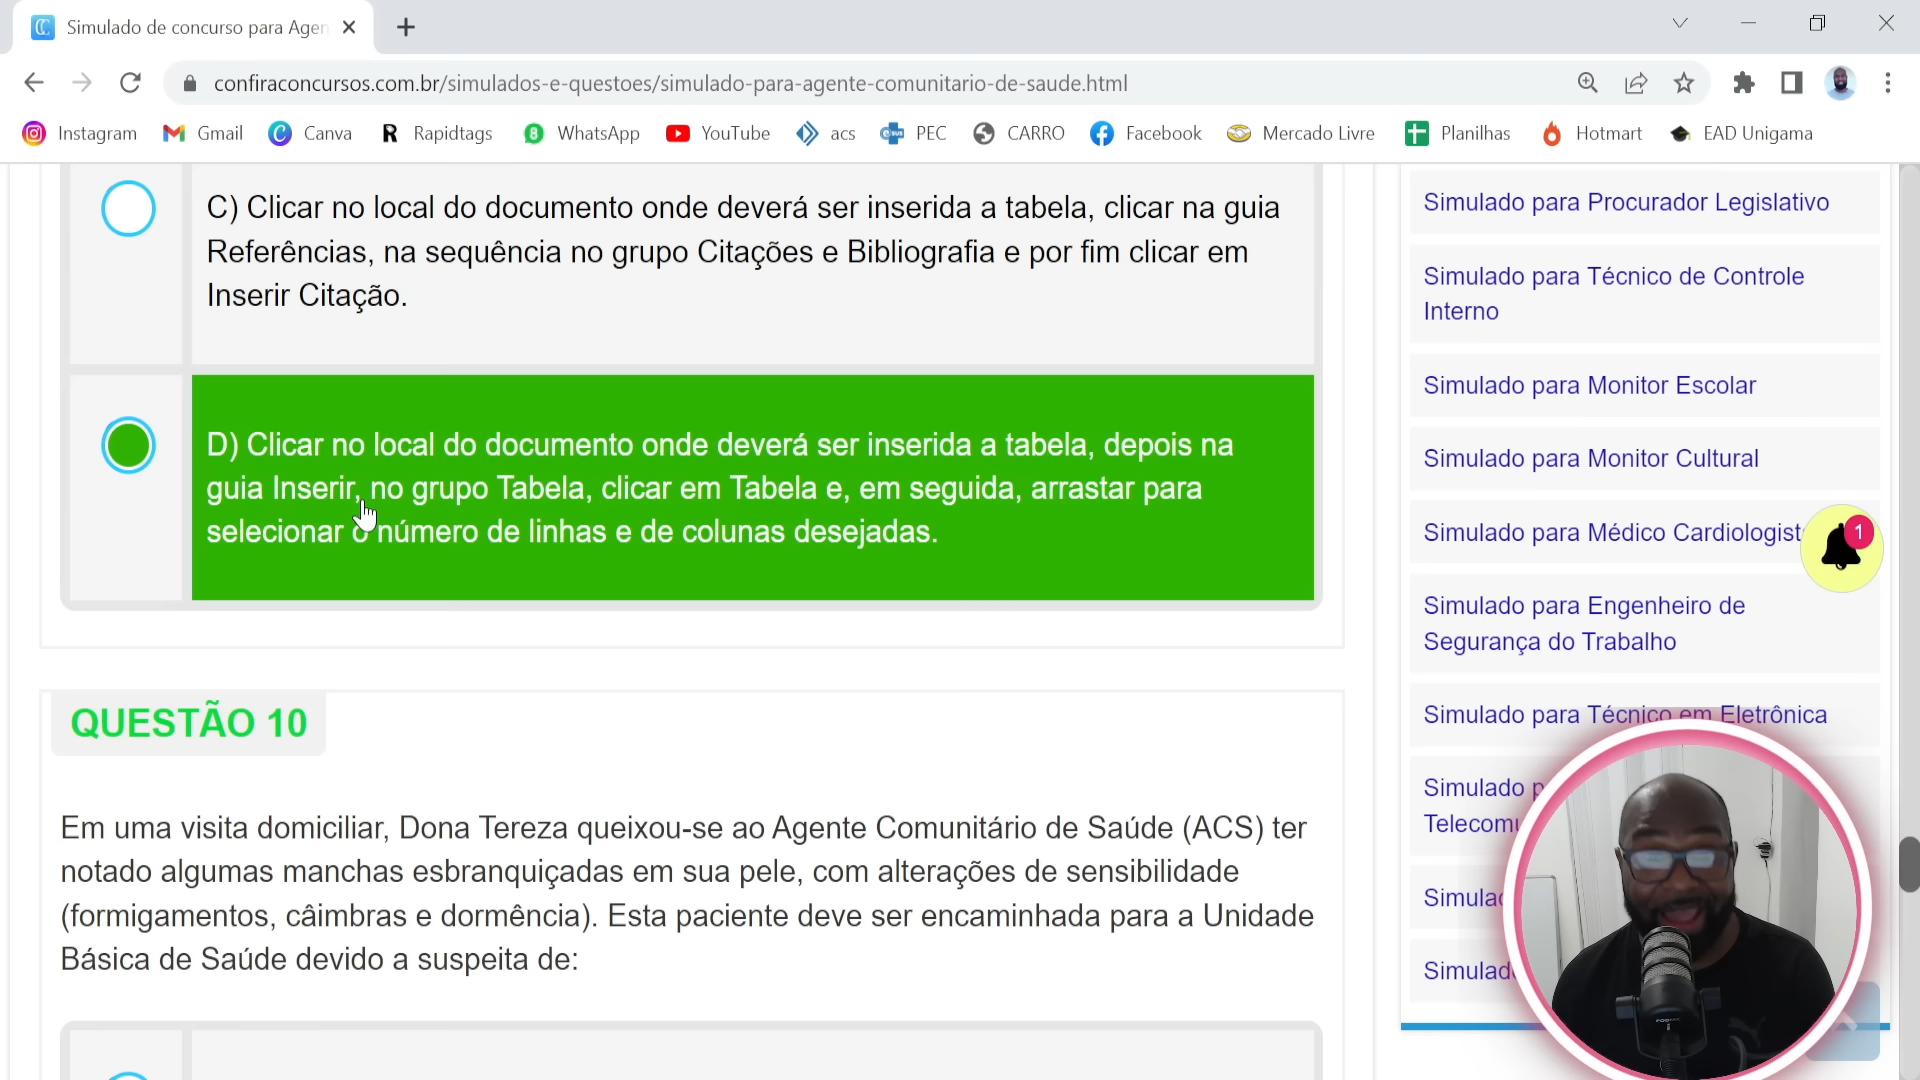 Simulado de concurso para Agen
confiraconcursos.com.br/simulados-e-questoes/simulado-para-agente-comunitario-de-saude.html
Instagram
Gmail
Canva
Rapidtags
WhatsApp
YouTube
acs
PEC
CARRO
Facebook
Mercado Livre
Planilhas
Hotmart
EAD Unigama
C) Clicar no local do documento onde deverá ser inserida a tabela, clicar na guia
Referências, na sequência no grupo Citações e Bibliografia e por fim clicar em
Inserir Citação.
D) Clicar no local do documento onde deverá ser inserida a tabela, depois na
guia Inserir, no grupo Tabela, clicar em Tabela e, em seguida, arrastar para
selecionar o número de linhas e de colunas desejadas.
QUESTÃO 10
Em uma visita domiciliar, Dona Tereza queixou-se ao Agente Comunitário de Saúde (ACS) ter
notado algumas manchas esbranquiçadas em sua pele, com alterações de sensibilidade
(formigamentos, câimbras e dormência). Esta paciente deve ser encaminhada para a Unidade
Básica de Saúde devido a suspeita de:
Simulado para Procurador Legislativo
Simulado para Técnico de Controle
Interno
Simulado para Monitor Escolar
Simulado para Monitor Cultural
Simulado para Médico Cardiologist
1
Simulado para Engenheiro de
Segurança do Trabalho
Simulado para Técnico em Eletrônica
Simulado p
Telecomu
Simulad
Simulad